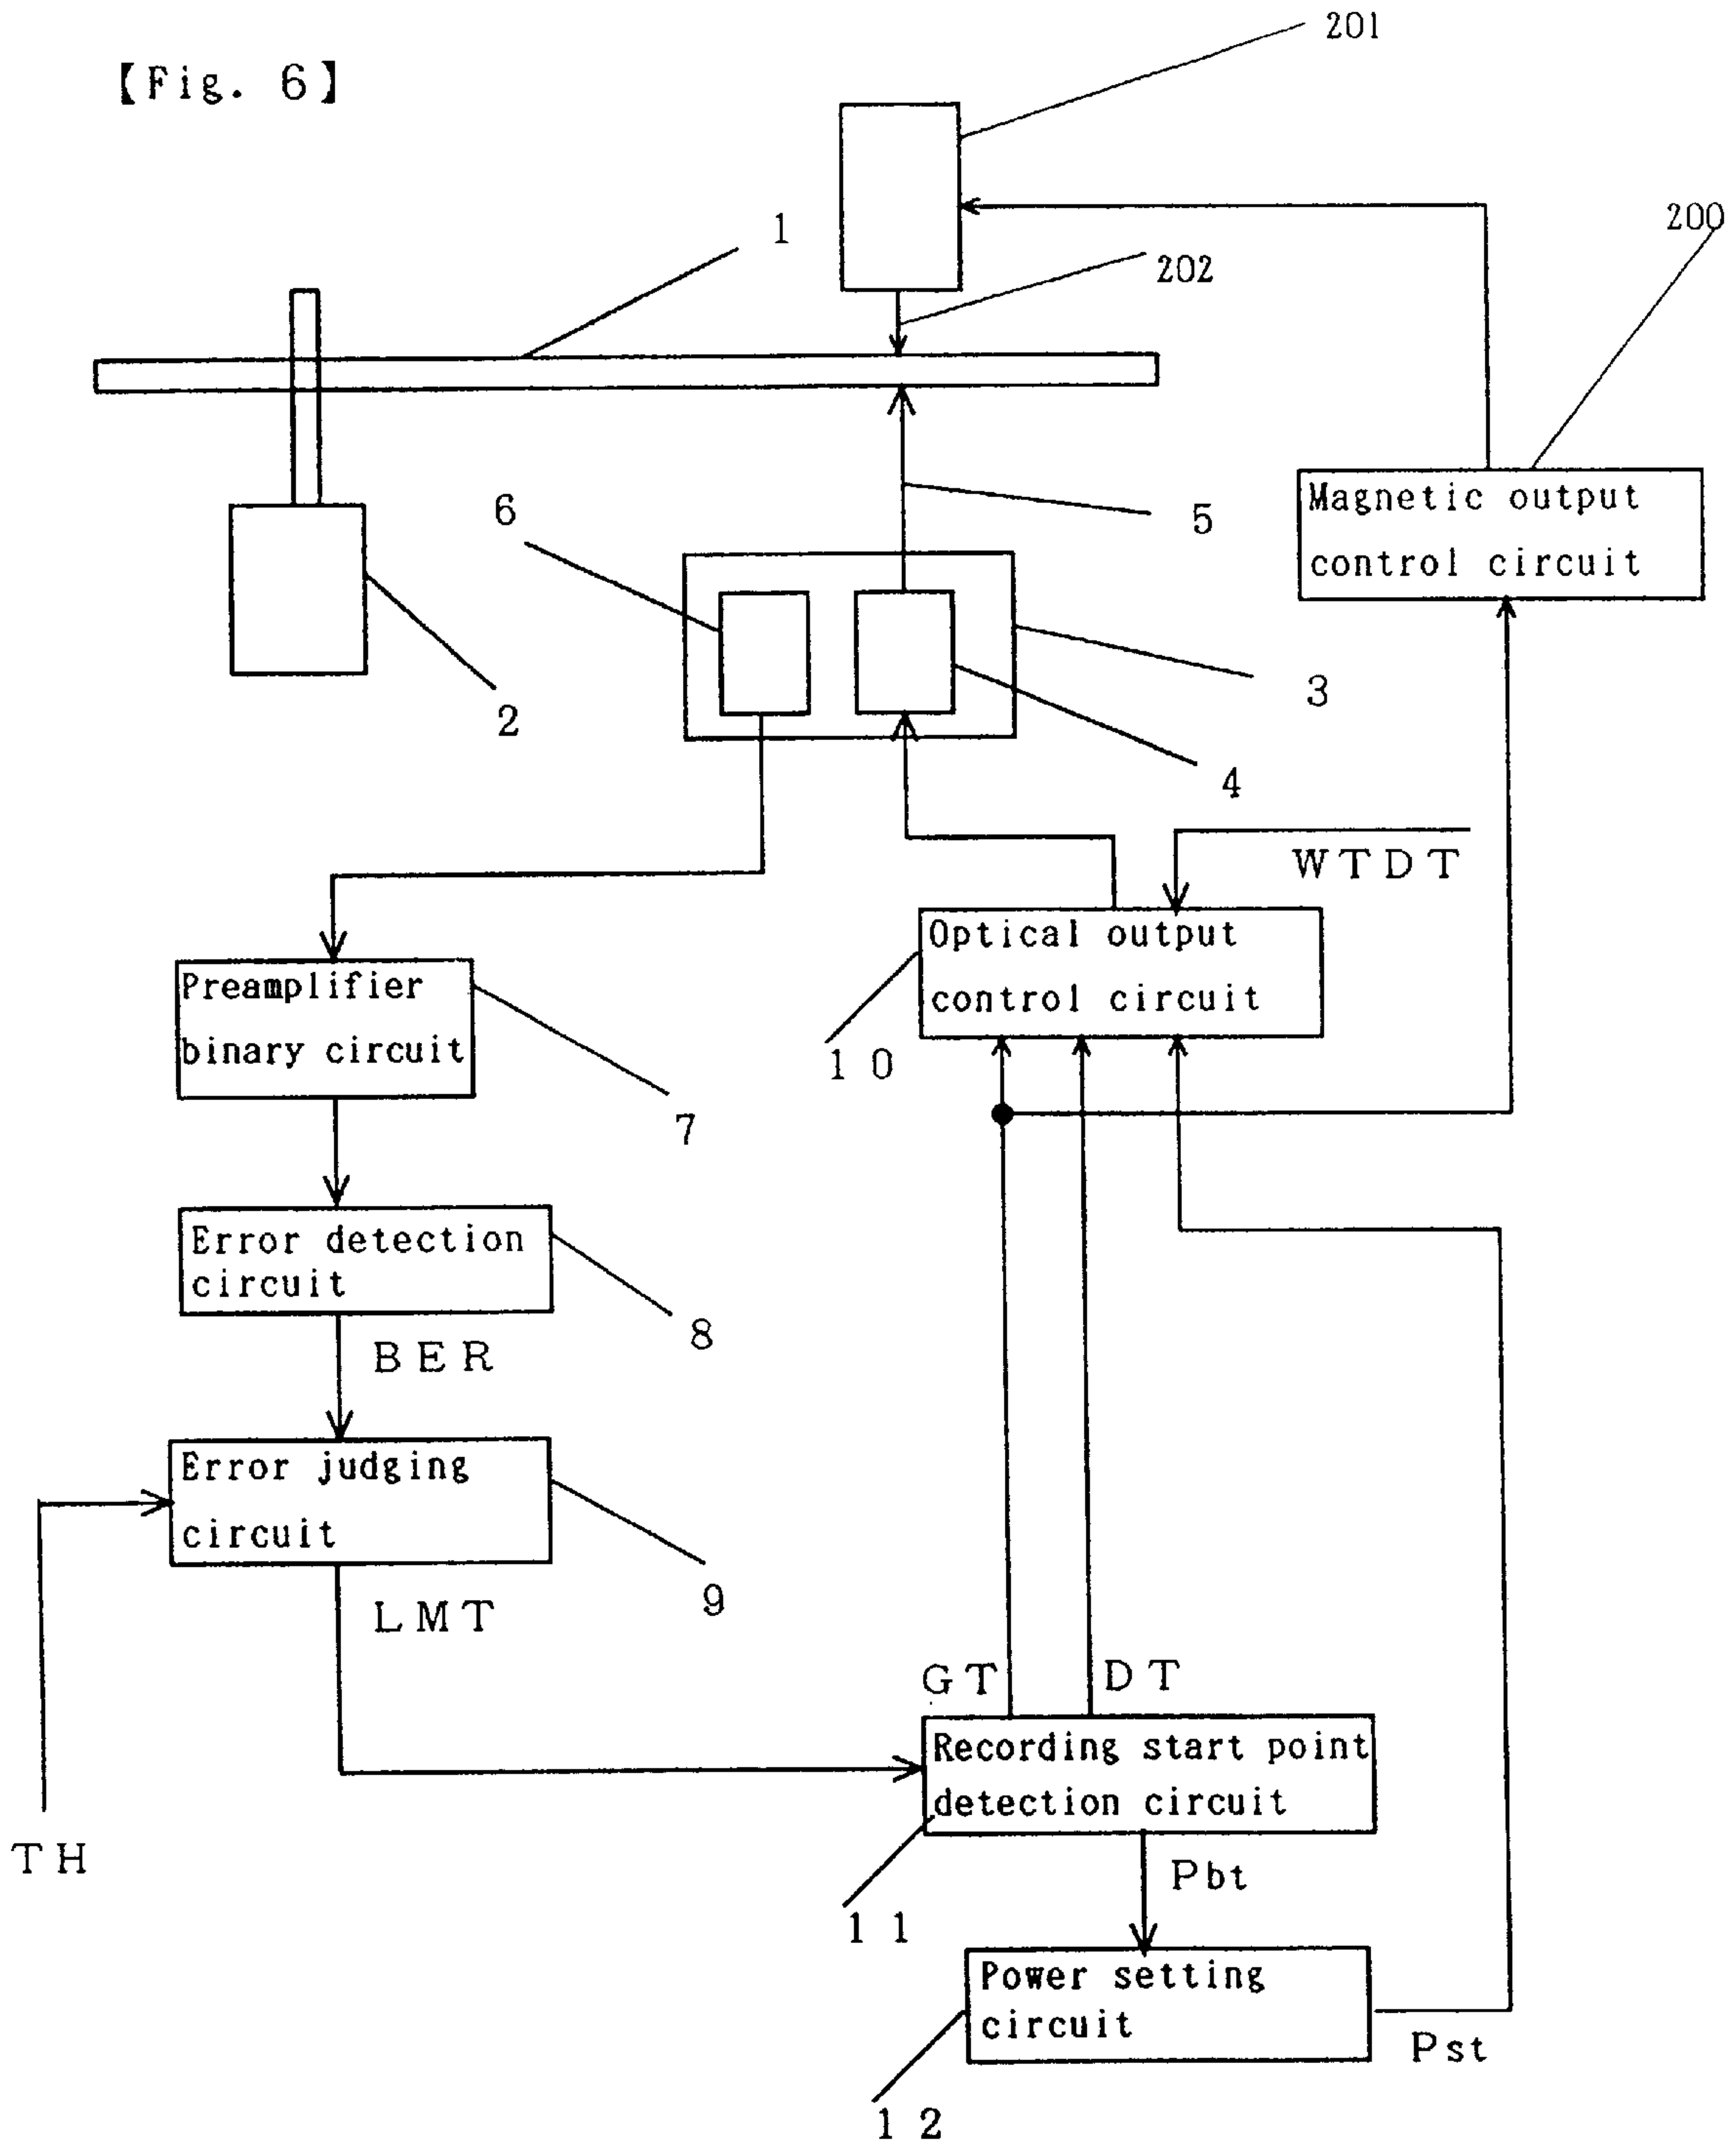 【Fig. 6】
201
1
202
200
Magnetic output
control circuit
6
5
3
2
4
WTDT
Optical output
control circuit
10
Preamplifier
binary circuit
7
Error detection
circuit
8
BER
Error judging
circuit
9
LMT
GT
DT
Recording start point
detection circuit
TH
11
Pbt
Power setting
circuit
Pst
12